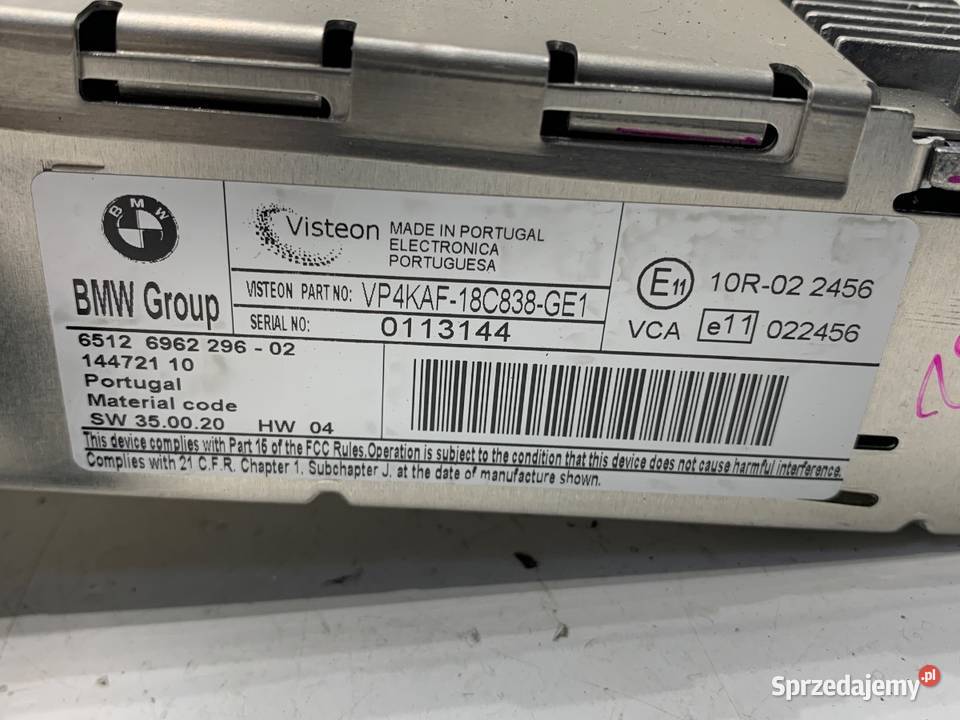 BMW
BMW Group
Visteon
MADE IN PORTUGAL
ELECTRONICA
PORTUGUESA
VISTEON PART NO: VP4KAF-18C838-GE1
SERIAL NO: 0113144
E11 10R-02 2456
VCA e11 022456
6512 6962 296-02
144721 10
Portugal
Material code
SW 35.00.20 HW 04
This device complies with Part 16 of the FCC Rules.Operation is subject to the condition that this device does not cause harmful interference.
Complies with 21 C.F.R. Chapter 1, Subchapter J, at the date of manufacture shown.
Sprzedajemy.pl